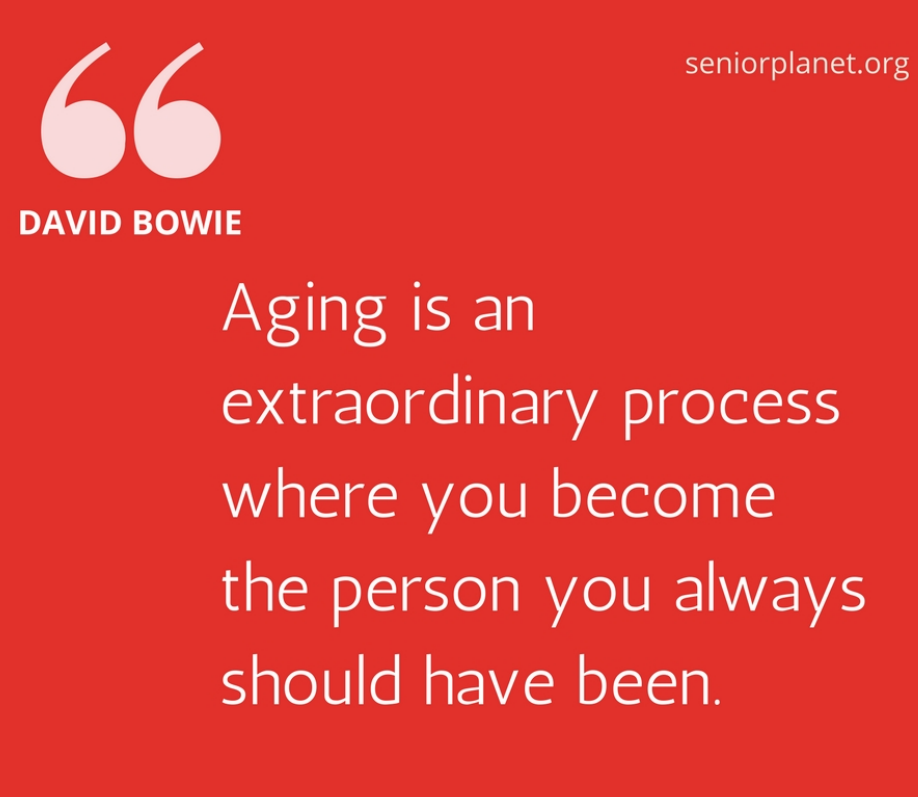 seniorplanet.org
DAVID BOWIE
Aging is an
extraordinary process
where you become
the person you always
should have been.